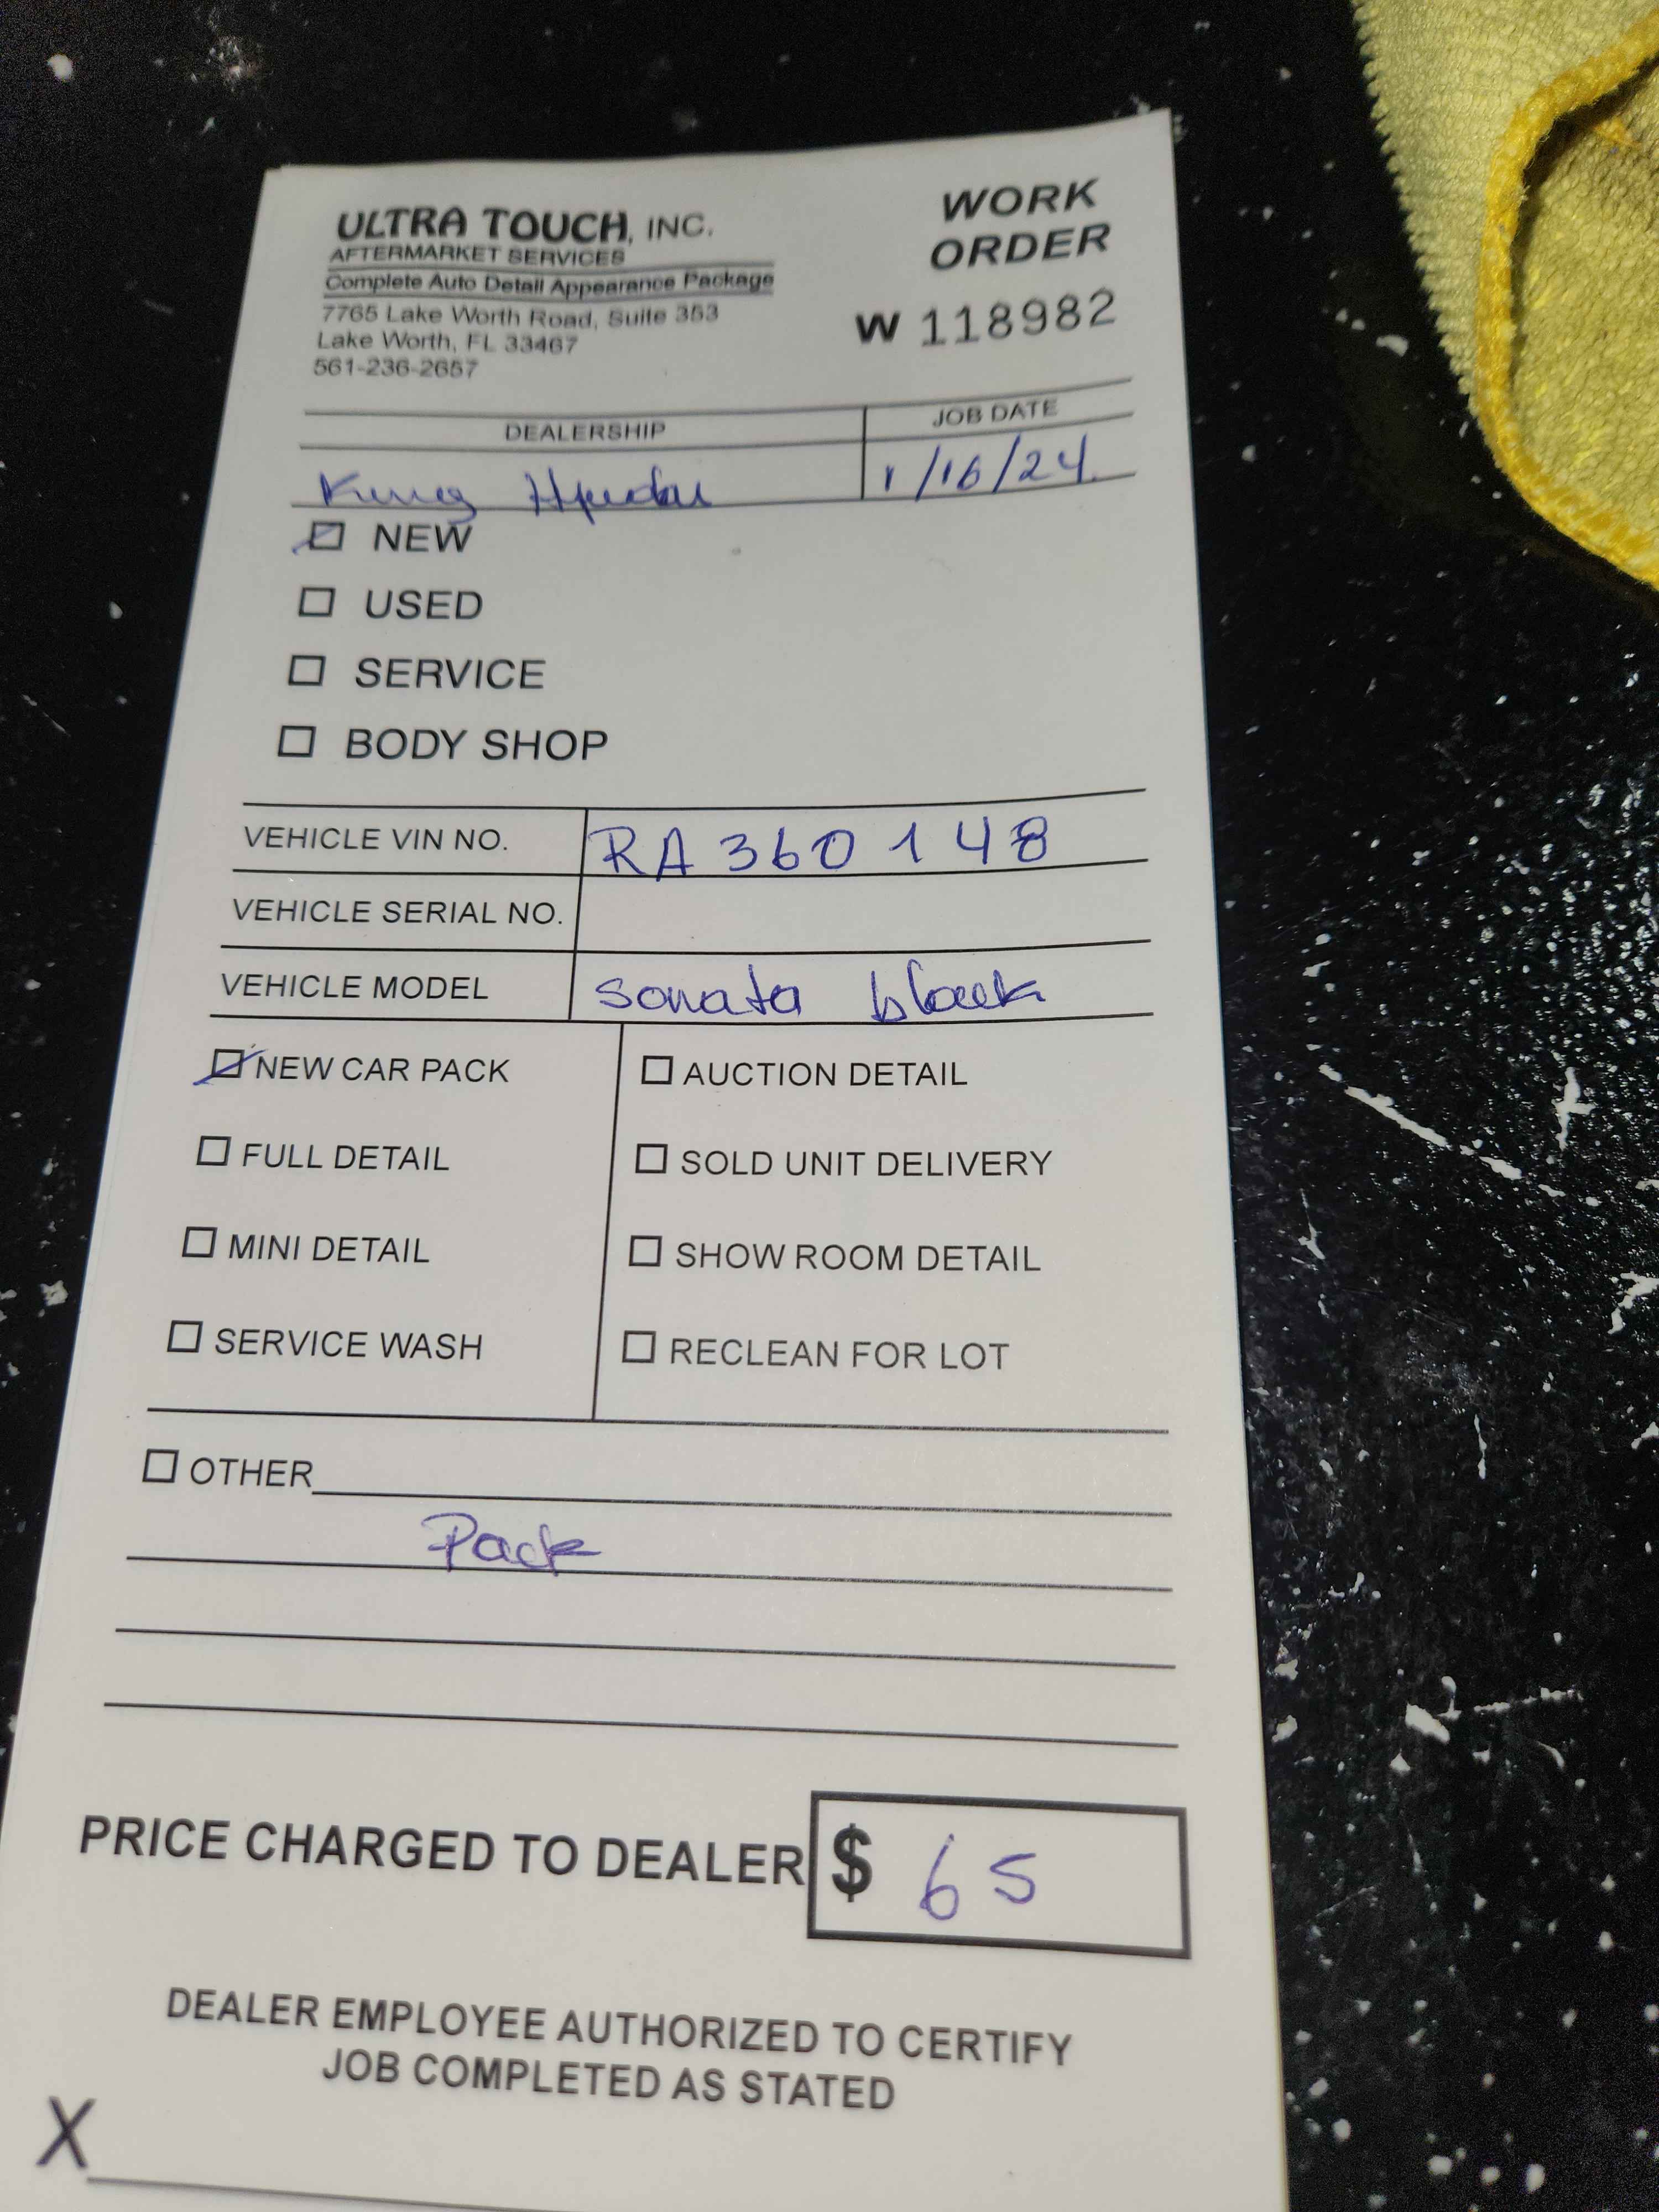 ULTRA TOUCH, INC.
AFTERMARKET SERVICES
Complete Auto Detail Appearance Package
7765 Lake Worth Road, Suite 353
Lake Worth, FL 33467
561-236-2657
WORK
ORDER
W 118982
DEALERSHIP
JOB DATE
King
1/16/24
NEW
USED
SERVICE
BODY SHOP
VEHICLE VIN NO. RA360148
VEHICLE SERIAL NO.
VEHICLE MODEL sonata black
NEW CAR PACK
FULL DETAIL
MINI DETAIL
SERVICE WASH
AUCTION DETAIL
SOLD UNIT DELIVERY
SHOW ROOM DETAIL
RECLEAN FOR LOT
OTHER
Pack
PRICE CHARGED TO DEALER $ 65
DEALER EMPLOYEE AUTHORIZED TO CERTIFY
JOB COMPLETED AS STATED
X